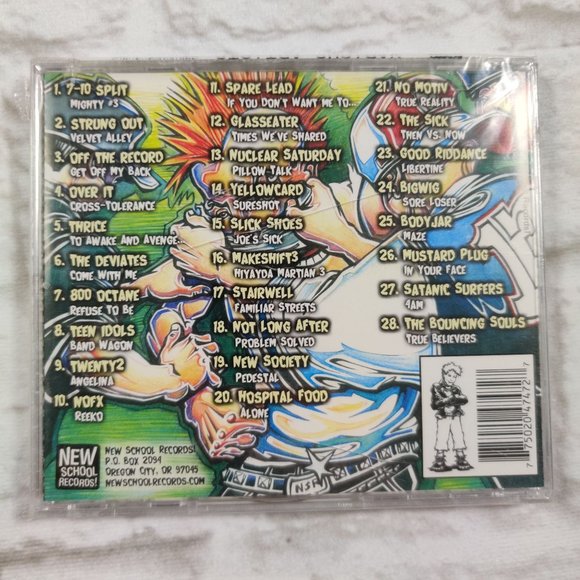 1. 7-10 Split
Mighty #3
2. Strung Out
Velvet Alley
3. Off The Record
Get Off My Back
4. Over It
Cross-Tolerance
5. Thrice
To Awake and Avenge...
6. The Deviates
Come With Me
7. 800 Octane
Refuse To Be
8. Teen Idols
Band Wagon
9. Twenty2
Angelina
10. NOFX
Reeko
11. Spare Lead
If You Don't Want Me To...
12. Glasseater
Times We've Shared
13. Nuclear Saturday
Pillow Talk
14. Yellowcard
Sureshot
15. Slick Shoes
Joe's Sick
16. Makeshift3
Hiyayda Martian 3
17. Stairwell
Familiar Streets
18. Not Long After
Problem Solved
19. New Society
Pedestal
20. Hospital Food
Alone
21. No Motiv
True Reality
22. The Sick
Then Vs. Now
23. Good Riddance
Libertine
24. Bigwig
Sore Loser
25. Bodyjar
Maze
26. Mustard Plug
In Your Face
27. Satanic Surfers
4AM
28. The Bouncing Souls
True Believers
NEW
SCHOOL
RECORDS!
New School Records!
P.O. Box 2094
Oregon City, OR 97045
newschoolrecords.com
NSR
7 75020 47472 7